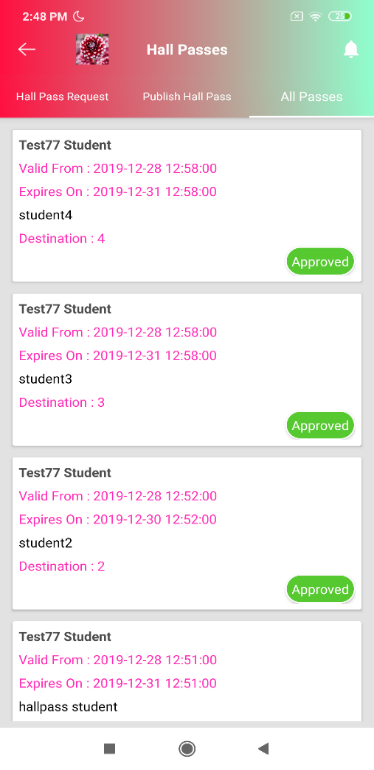 2:48 PM
Hall Passes
Hall Pass Request
Publish Hall Pass
All Passes
Test77 Student
Valid From : 2019-12-28 12:58:00
Expires On : 2019-12-31 12:58:00
student4
Destination : 4
Approved
Test77 Student
Valid From : 2019-12-28 12:58:00
Expires On : 2019-12-31 12:58:00
student3
Destination : 3
Approved
Test77 Student
Valid From : 2019-12-28 12:52:00
Expires On : 2019-12-30 12:52:00
student2
Destination : 2
Approved
Test77 Student
Valid From : 2019-12-28 12:51:00
Expires On : 2019-12-31 12:51:00
hallpass student